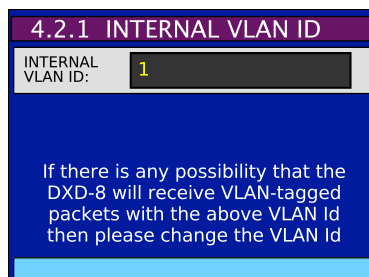 4.2.1 INTERNAL VLAN ID
INTERNAL
VLAN ID:
1
If there is any possibility that the
DXD-8 will receive VLAN-tagged
packets with the above VLAN Id
then please change the VLAN Id